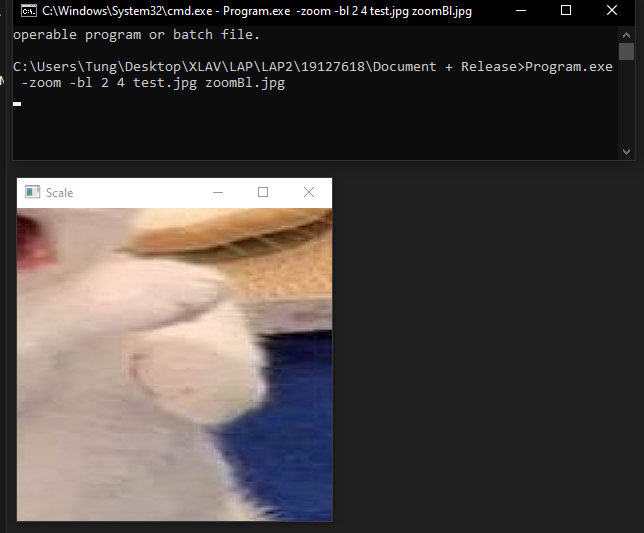 C:\Windows\System32\cmd.exe - Program.exe  -zoom -bl 2 4 test.jpg zoomBl.jpg
operable program or batch file.
C:\Users\Tung\Desktop\XLAV\LAP\LAP2\19127618\Document + Release>Program.exe
 -zoom -bl 2 4 test.jpg zoomBl.jpg
Scale